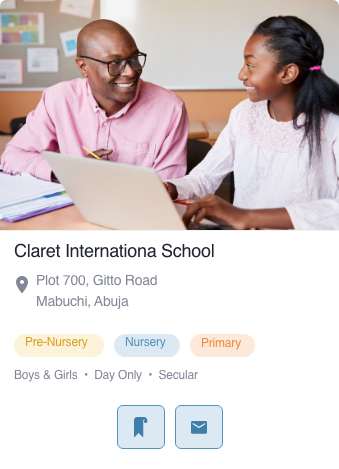 Claret Internationa School
Plot 700, Gitto Road
Mabuchi, Abuja
Pre-Nursery Nursery Primary
Boys & Girls • Day Only • Secular